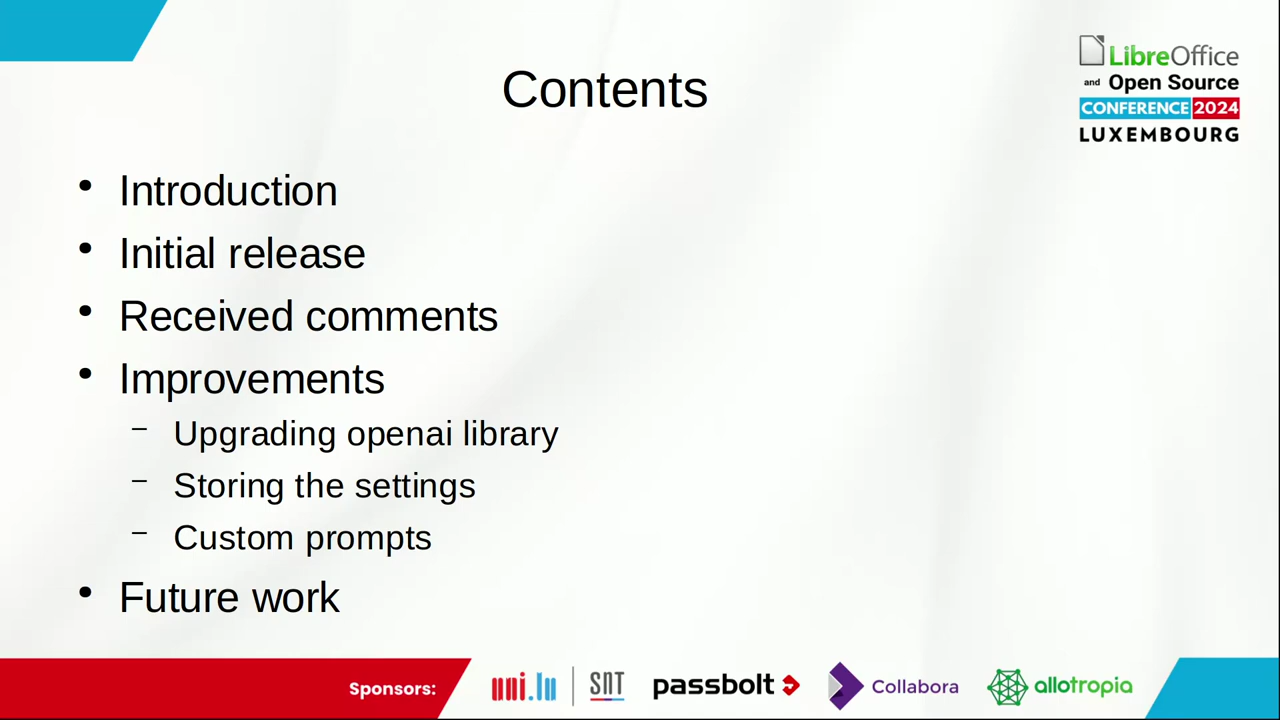 LibreOffice
and Open Source
CONFERENCE 2024
LUXEMBOURG
Contents
• Introduction
• Initial release
• Received comments
• Improvements
– Upgrading openai library
– Storing the settings
– Custom prompts
• Future work
Sponsors: uni.lu SNT passbolt Collabora allotropia